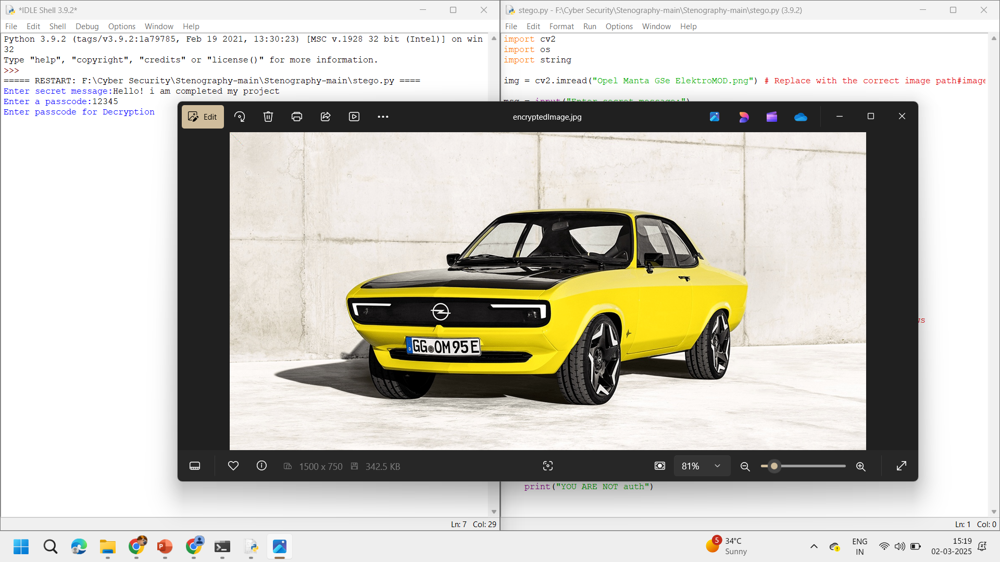 *IDLE Shell 3.9.2*
File Edit Shell Debug Options Window Help
Python 3.9.2 (tags/v3.9.2:1a79785, Feb 19 2021, 13:30:23) [MSC v.1928 32 bit (Intel)] on win
32
Type "help", "copyright", "credits" or "license()" for more information.
>>>
===== RESTART: F:\Cyber Security\Stenography-main\Stenography-main\stego.py ====
Enter secret message:Hello! i am completed my project
Enter a passcode:12345
Enter passcode for Decryption
Ln: 7 Col: 29
stego.py - F:\Cyber Security\Stenography-main\Stenography-main\stego.py (3.9.2)
File Edit Format Run Options Window Help
import cv2
import os
import string
img = cv2.imread("Opel Manta GSe ElektroMOD.png") # Replace with the correct image path#image
msg = input("Enter secret message:")
print("YOU ARE NOT auth")
Ln: 1 Col: 0
Edit
encryptedImage.jpg
GG OM 95 E
D
1500 x 750
342.5 KB
81%
5
34°C
Sunny
ENG
IN
15:19
02-03-2025